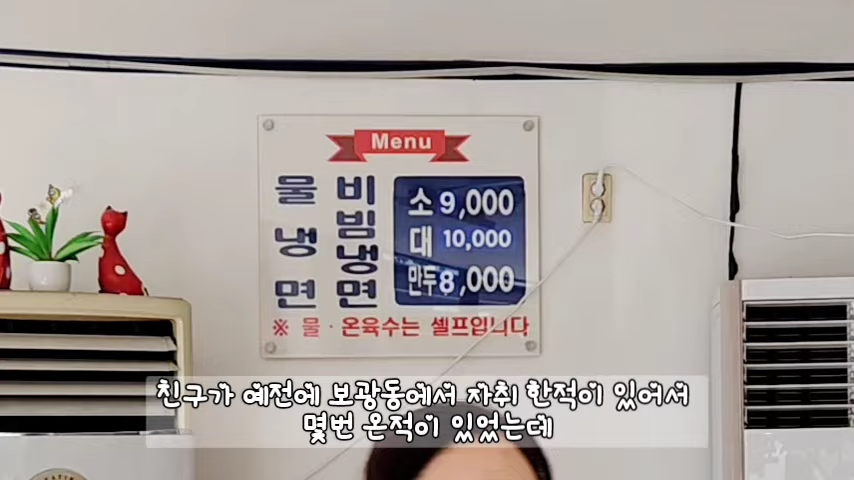 Menu
물냉면
비빔냉면
소 9,000
대 10,000
만두 8,000
※ 물·온육수는 셀프입니다
친구가 예전에 보광동에서 자취 한적이 있어서
몇번 온적이 있었는데